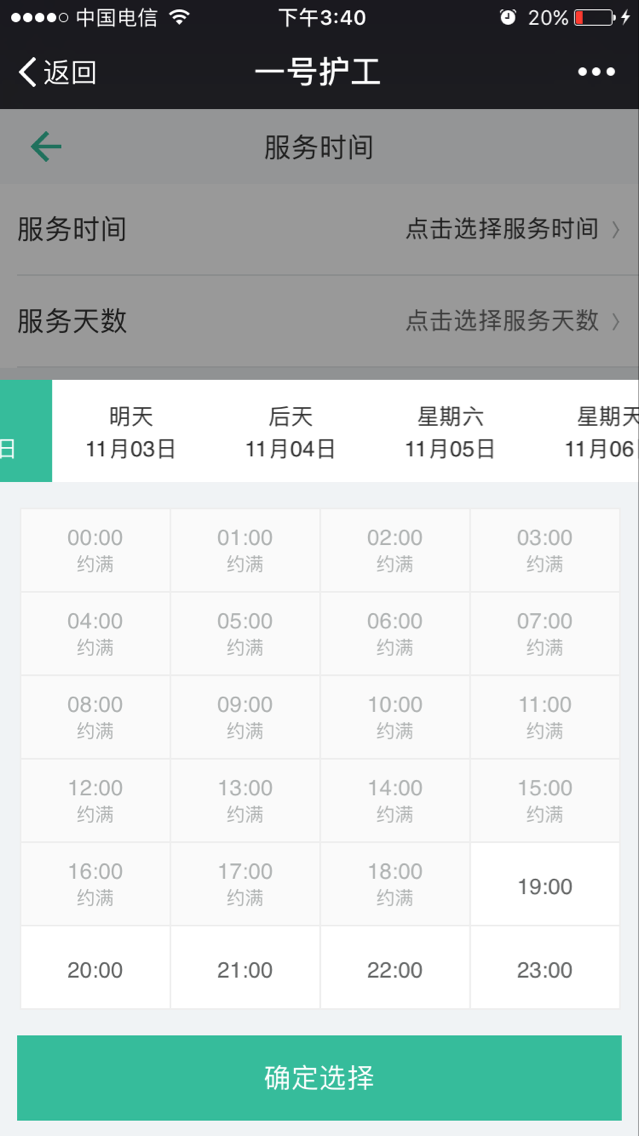 中国电信 下午3:40 20%
返回 一号护工
服务时间
服务时间 点击选择服务时间
服务天数 点击选择服务天数
明天 后天 星期六 星期天
日 11月03日 11月04日 11月05日 11月06
00:00 01:00 02:00 03:00
约满 约满 约满 约满
04:00 05:00 06:00 07:00
约满 约满 约满 约满
08:00 09:00 10:00 11:00
约满 约满 约满 约满
12:00 13:00 14:00 15:00
约满 约满 约满 约满
16:00 17:00 18:00 19:00
约满 约满 约满
20:00 21:00 22:00 23:00
确定选择